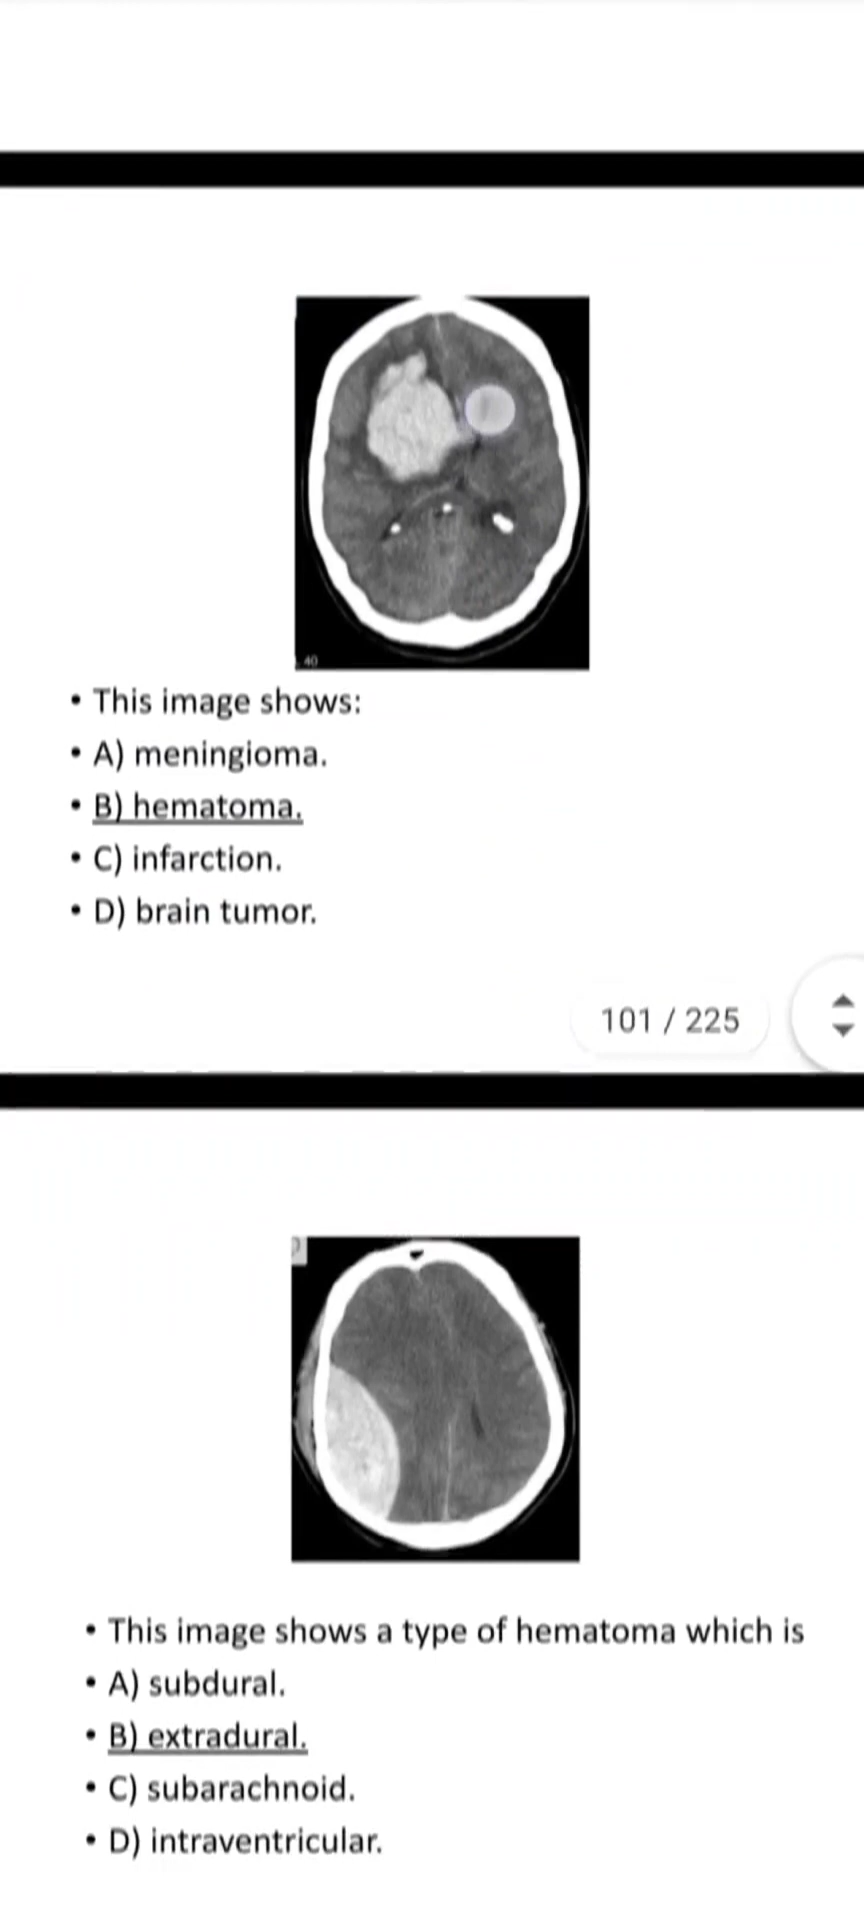 40
• This image shows:
• A) meningioma.
• B) hematoma.
• C) infarction.
• D) brain tumor.
101 / 225
• This image shows a type of hematoma which is
• A) subdural.
• B) extradural.
• C) subarachnoid.
• D) intraventricular.